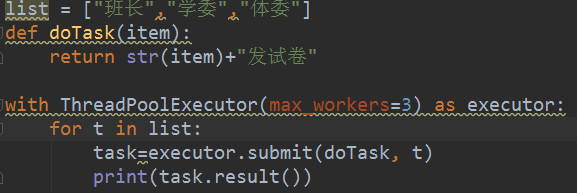 list = ["班长","学委","体委"]
def doTask(item):
    return str(item)+"发试卷"
with ThreadPoolExecutor(max_workers=3) as executor:
    for t in list:
        task=executor.submit(doTask, t)
        print(task.result())